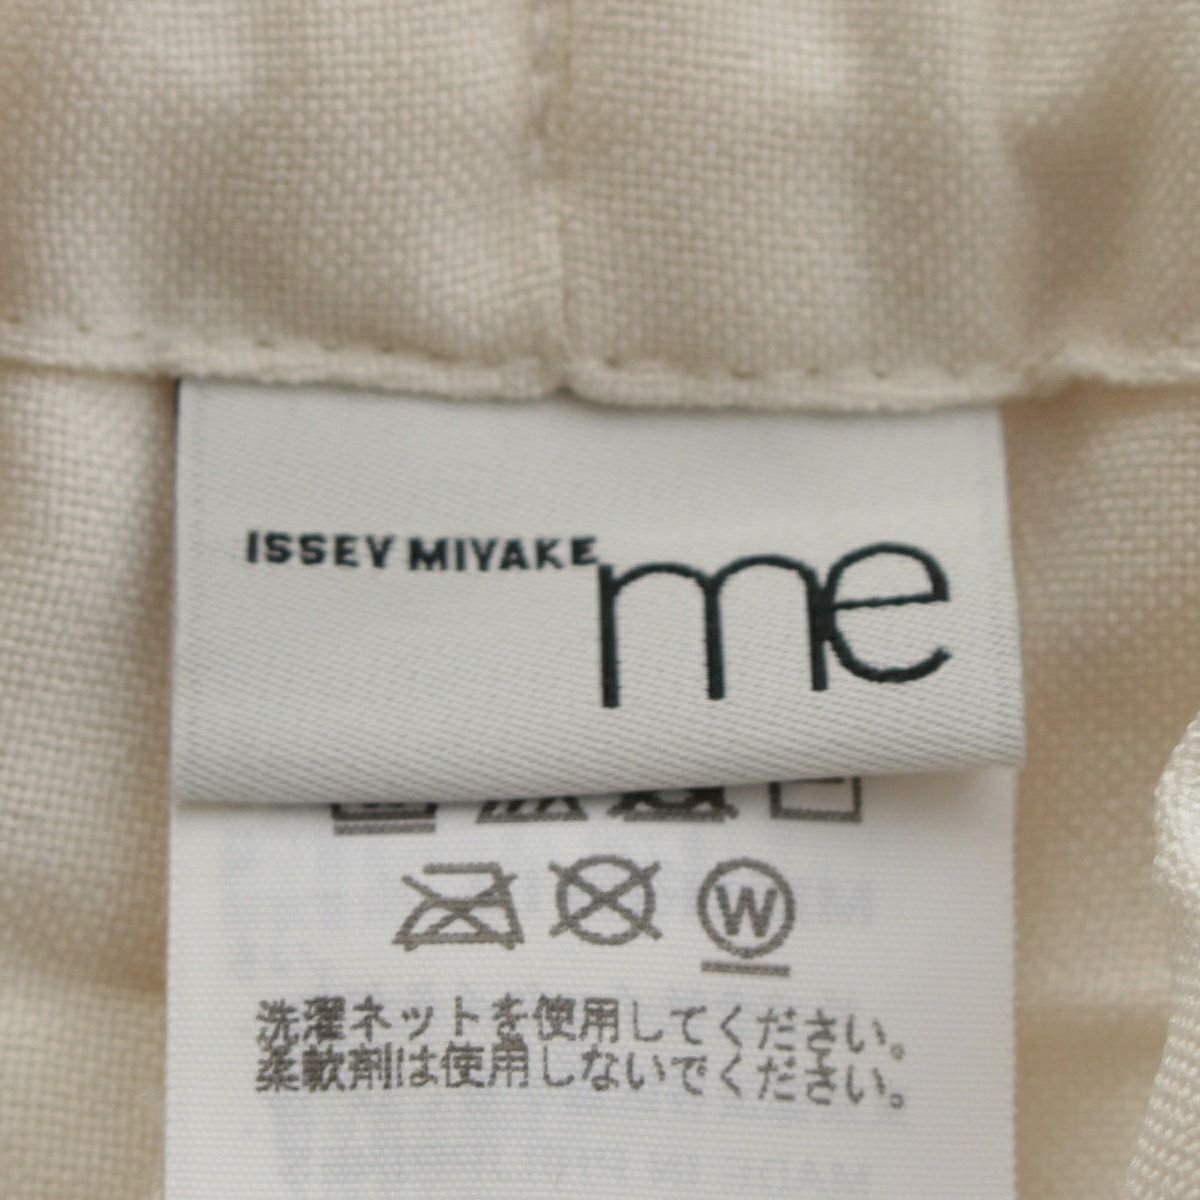 ISSEY MIYAKE me
W
洗濯ネットを使用してください。
柔軟剤は使用しないでください。